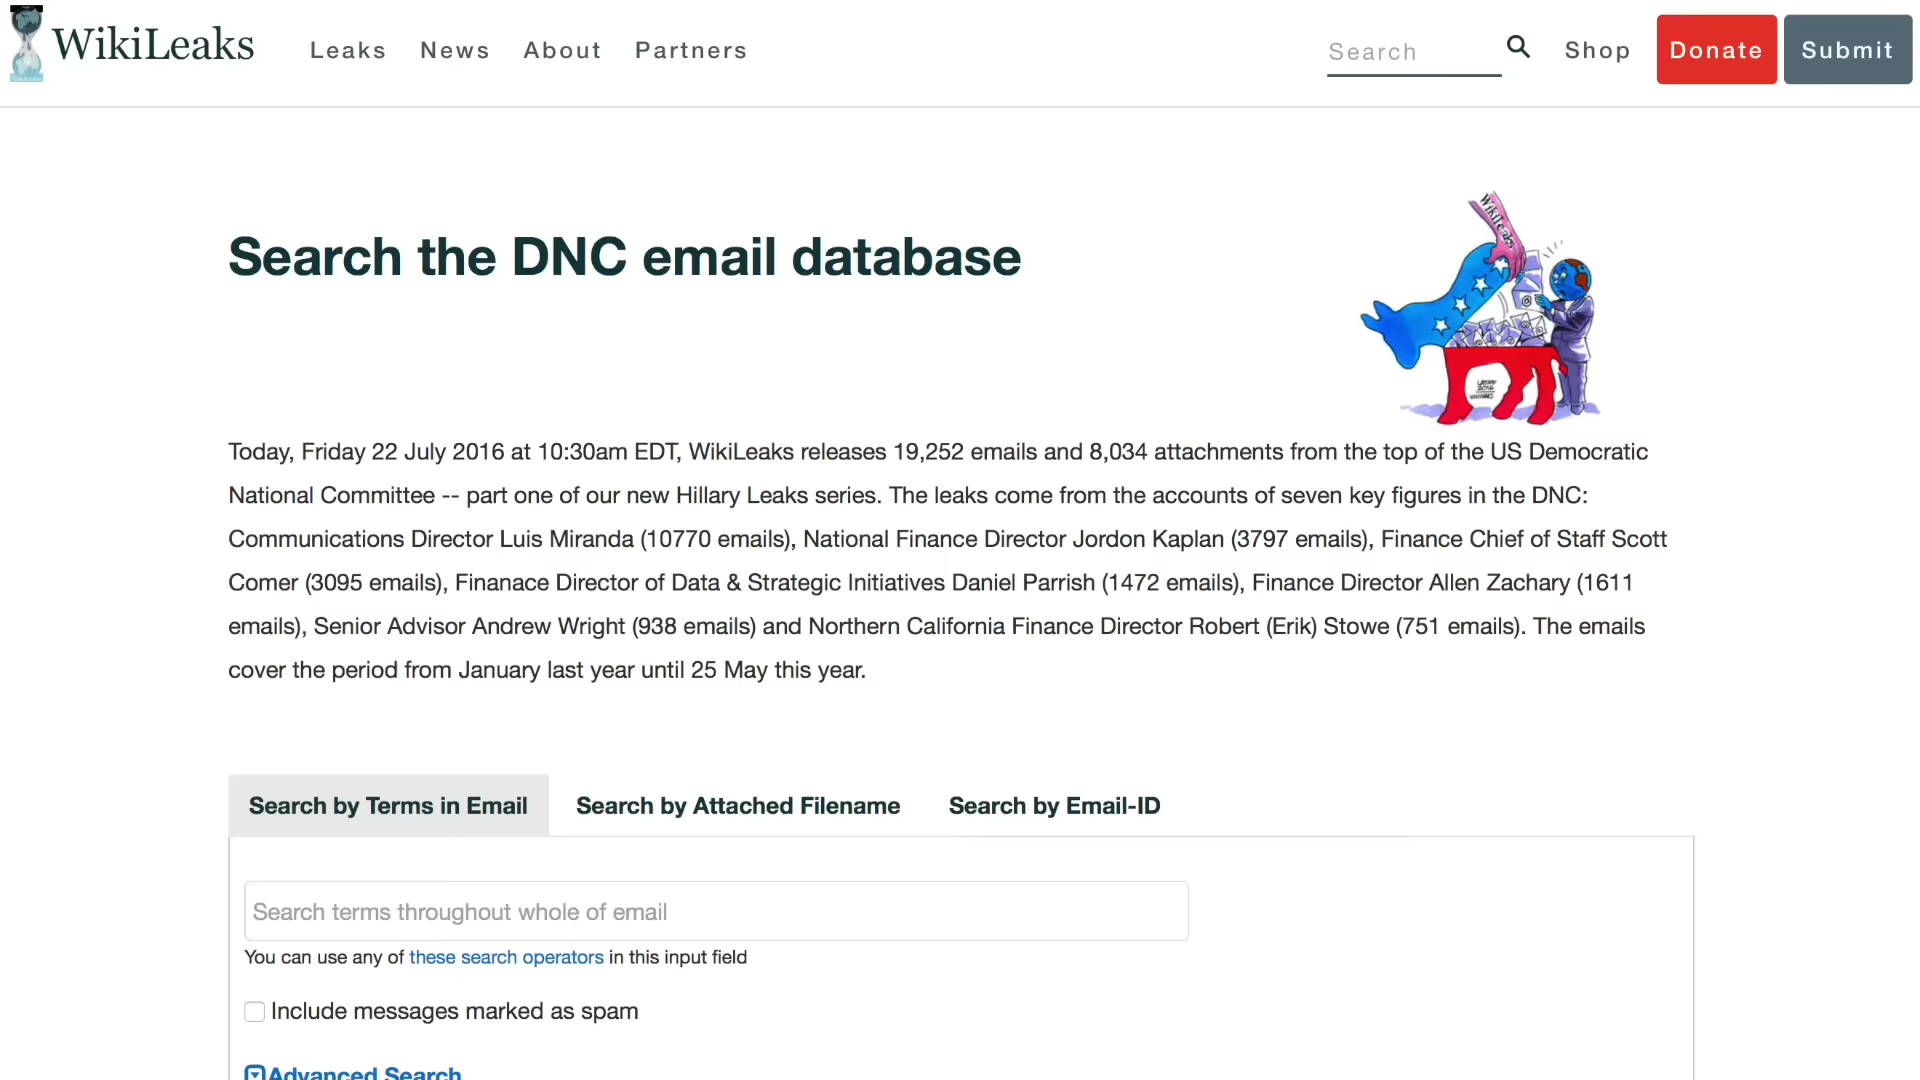 WikiLeaks
Leaks News About Partners
Search Shop Donate Submit
WikiLeaks
Search the DNC email database
Today, Friday 22 July 2016 at 10:30am EDT, WikiLeaks releases 19,252 emails and 8,034 attachments from the top of the US Democratic
National Committee -- part one of our new Hillary Leaks series. The leaks come from the accounts of seven key figures in the DNC:
Communications Director Luis Miranda (10770 emails), National Finance Director Jordon Kaplan (3797 emails), Finance Chief of Staff Scott
Comer (3095 emails), Finanace Director of Data & Strategic Initiatives Daniel Parrish (1472 emails), Finance Director Allen Zachary (1611
emails), Senior Advisor Andrew Wright (938 emails) and Northern California Finance Director Robert (Erik) Stowe (751 emails). The emails
cover the period from January last year until 25 May this year.
Search by Terms in Email Search by Attached Filename Search by Email-ID
Search terms throughout whole of email
You can use any of these search operators in this input field
Include messages marked as spam
Advanced Search